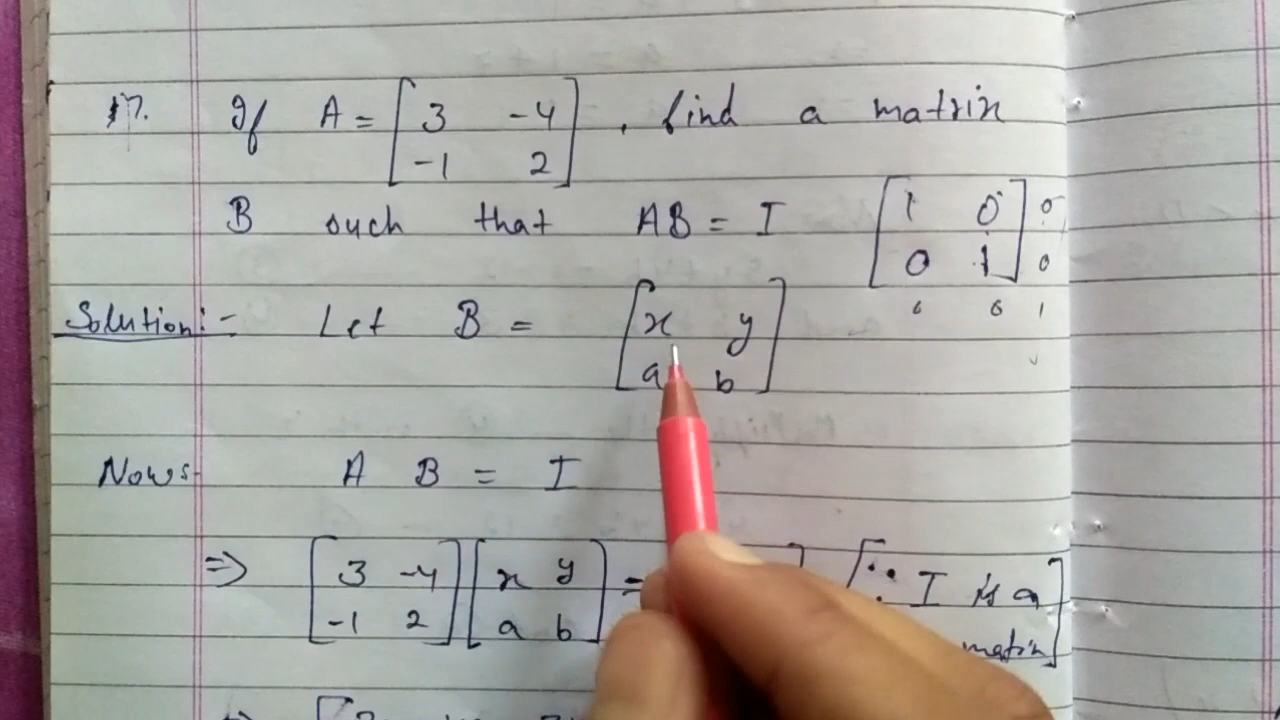 17. If A = [3 -4
-1 2], find a matrix
B such that AB = I [1 0 0
0 1] 0
0 0 1
Solution:- Let B = [x y
a b]
Now:- A B = I
⇒ [3 -4 [x y = [∵ I is a
-1 2] a b] matrix]
⇒ [